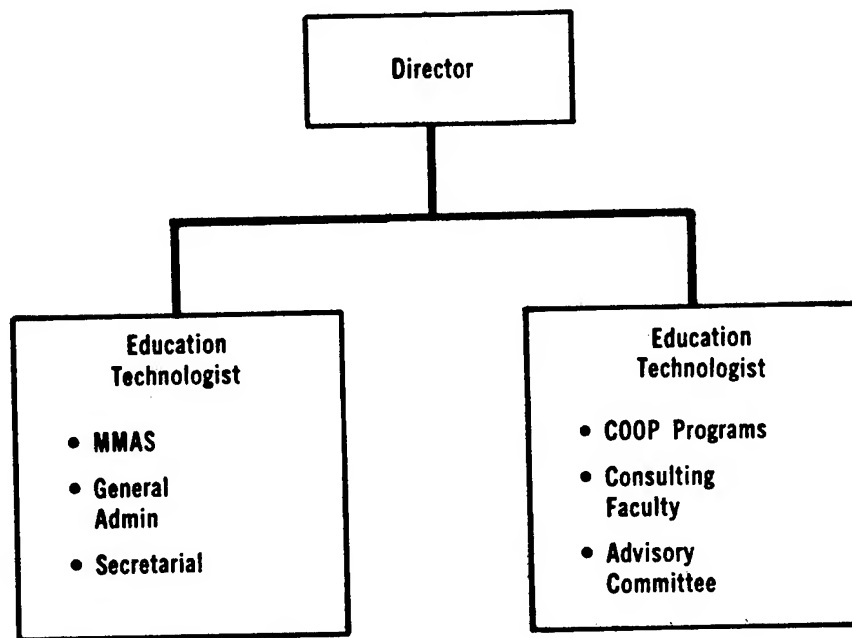 Director
Education
Technologist
• MMAS
• General
Admin
• Secretarial
Education
Technologist
• COOP Programs
• Consulting
Faculty
• Advisory
Committee